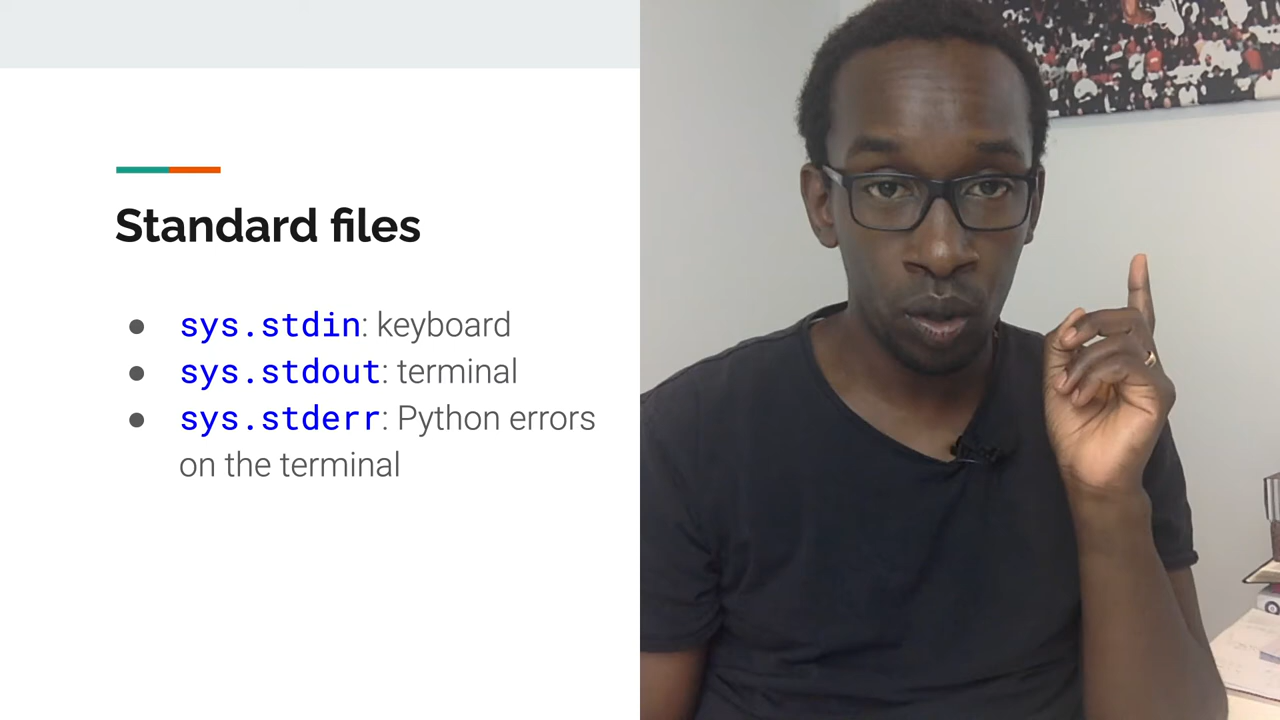 Standard files
● sys.stdin: keyboard
● sys.stdout: terminal
● sys.stderr: Python errors
on the terminal